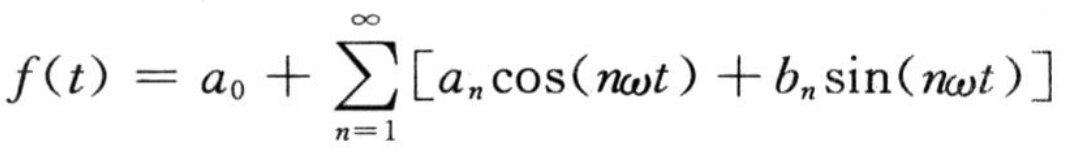 f(t) = a₀ + ∑_{n=1}^{∞} [aₙcos(nωt) + bₙsin(nωt)]